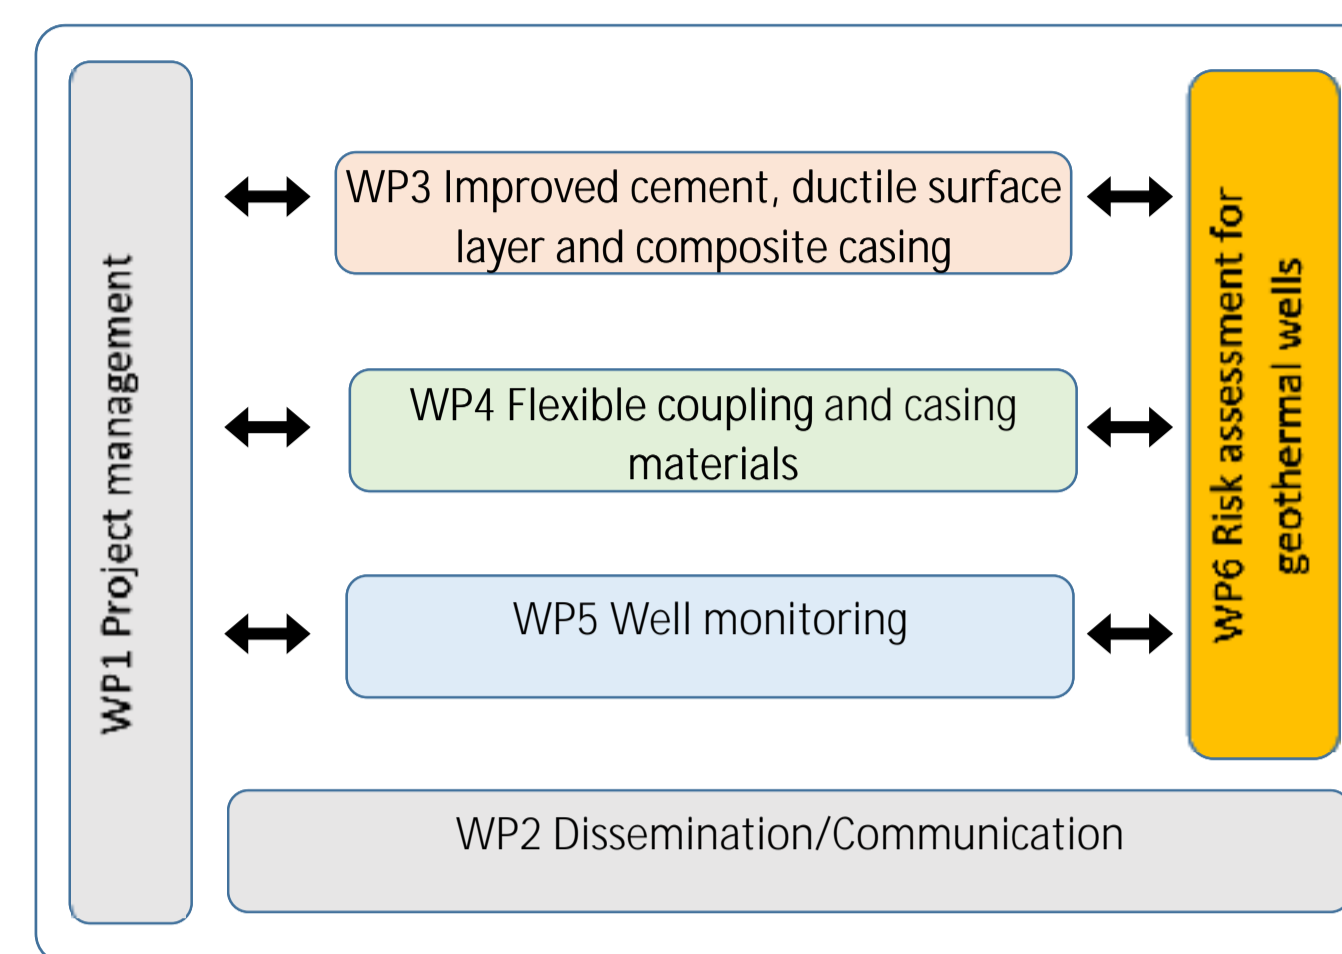 WP1 Project management
WP3 Improved cement, ductile surface
layer and composite casing
WP4 Flexible coupling and casing
materials
WP5 Well monitoring
WP6 Risk assessment for
geothermal wells
WP2 Dissemination/Communication